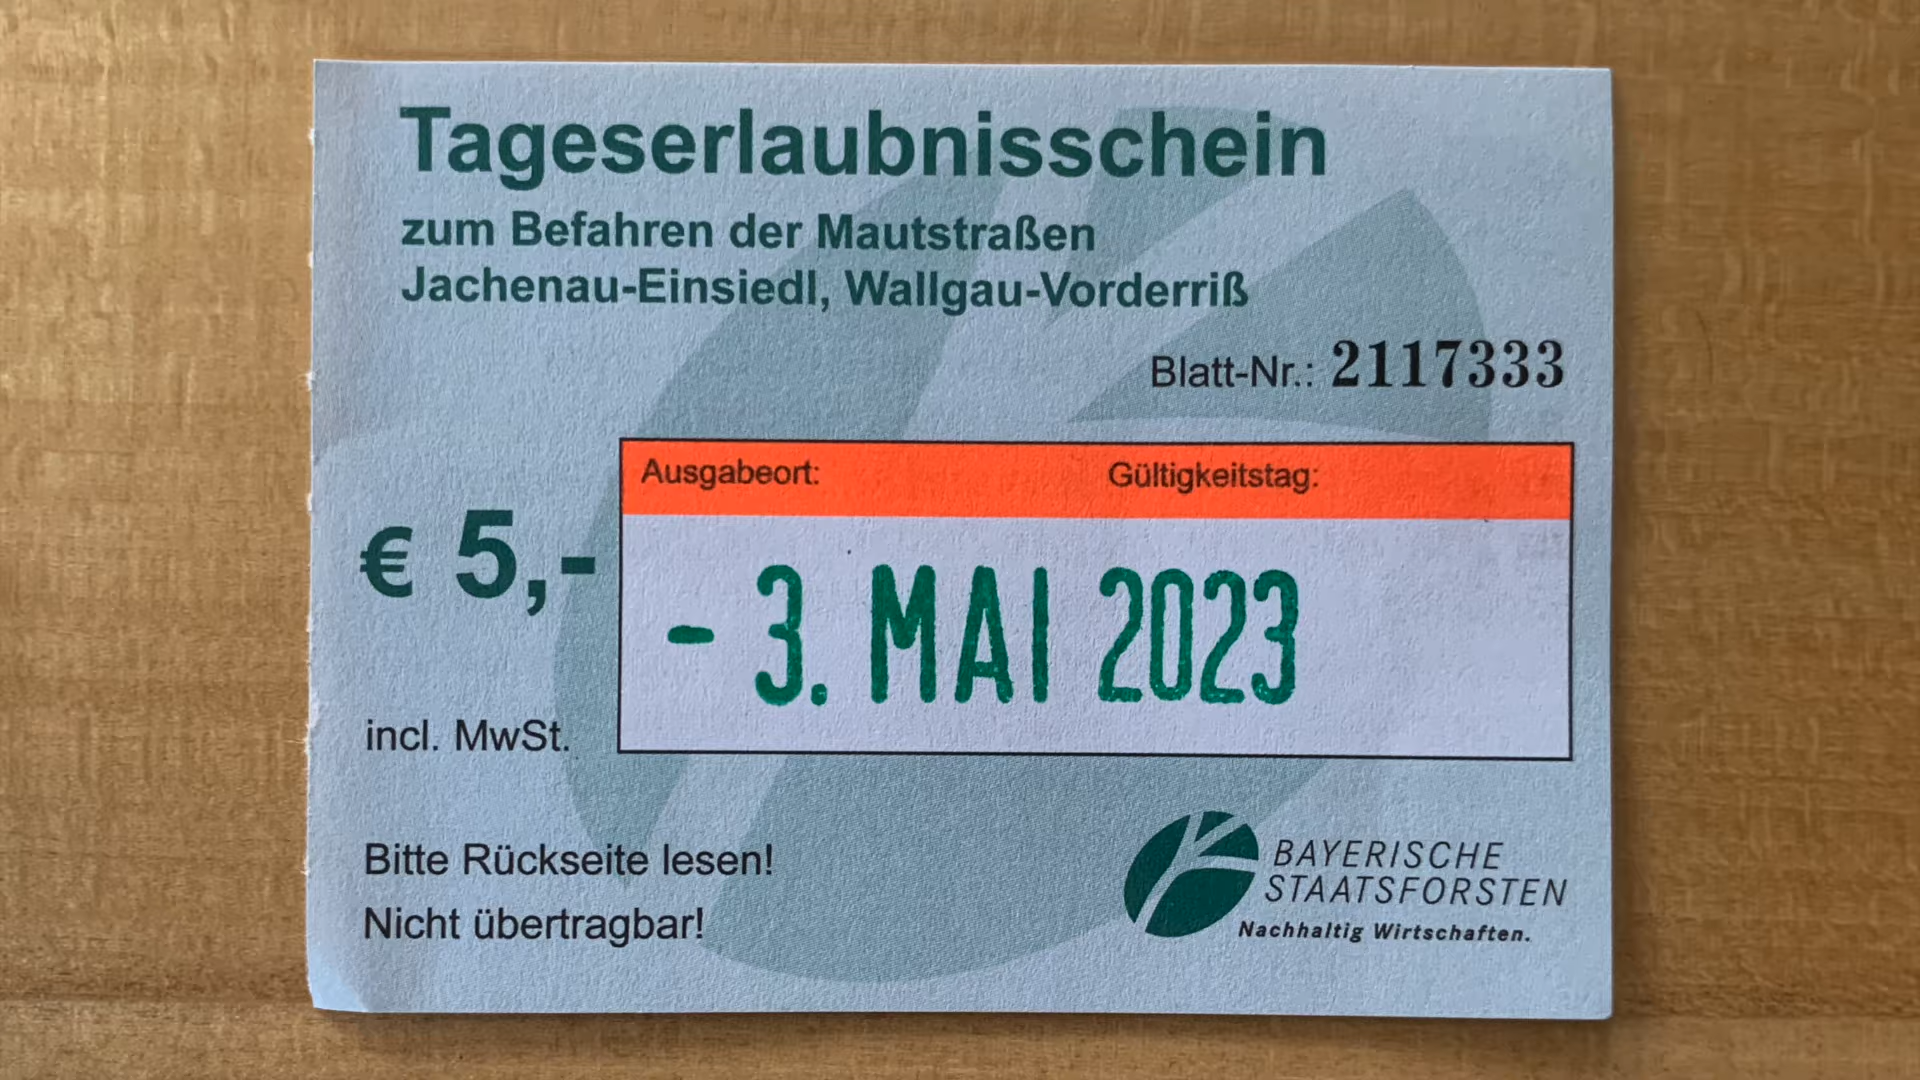 Tageserlaubnisschein
zum Befahren der Mautstraßen
Jachenau-Einsiedl, Wallgau-Vorderriß
Blatt-Nr.: 2117333
Ausgabeort: Gültigkeitstag:
€ 5,-
- 3. MAI 2023
incl. MwSt.
Bitte Rückseite lesen!
Nicht übertragbar!
BAYERISCHE
STAATSFORSTEN
Nachhaltig Wirtschaften.